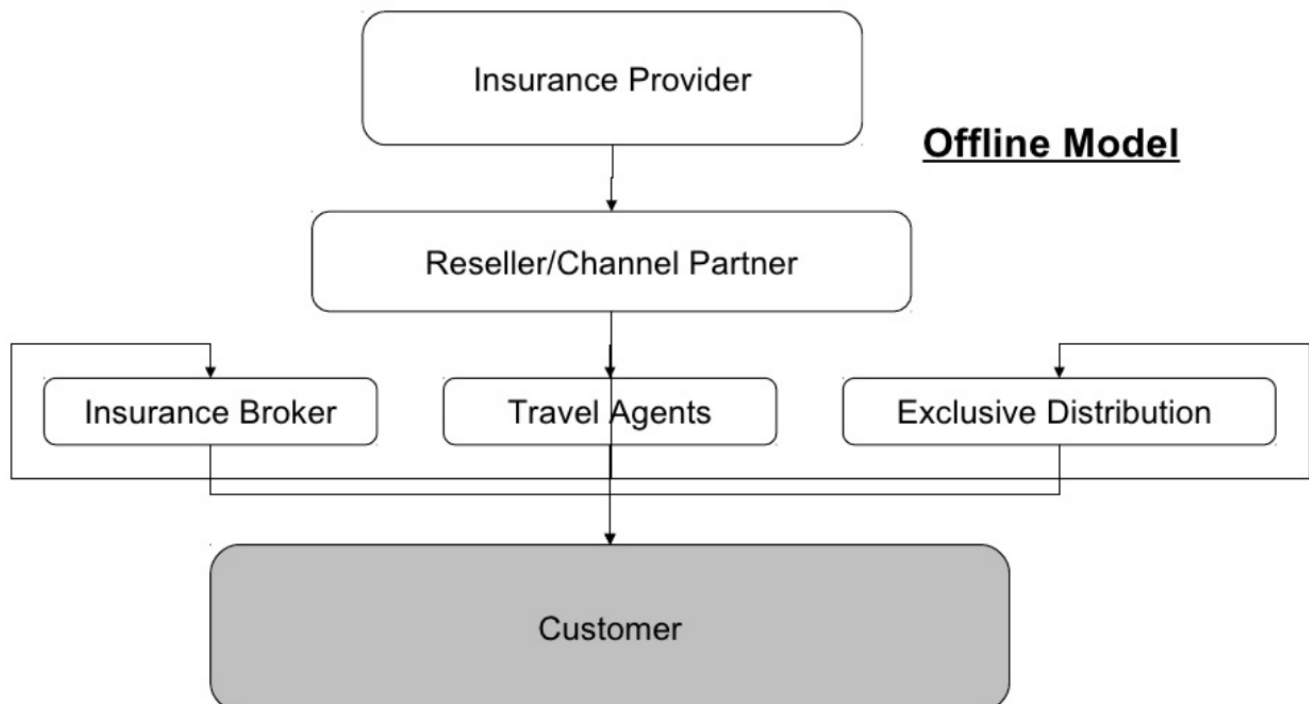 Insurance Provider
Offline Model
Reseller/Channel Partner
Insurance Broker
Travel Agents
Exclusive Distribution
Customer